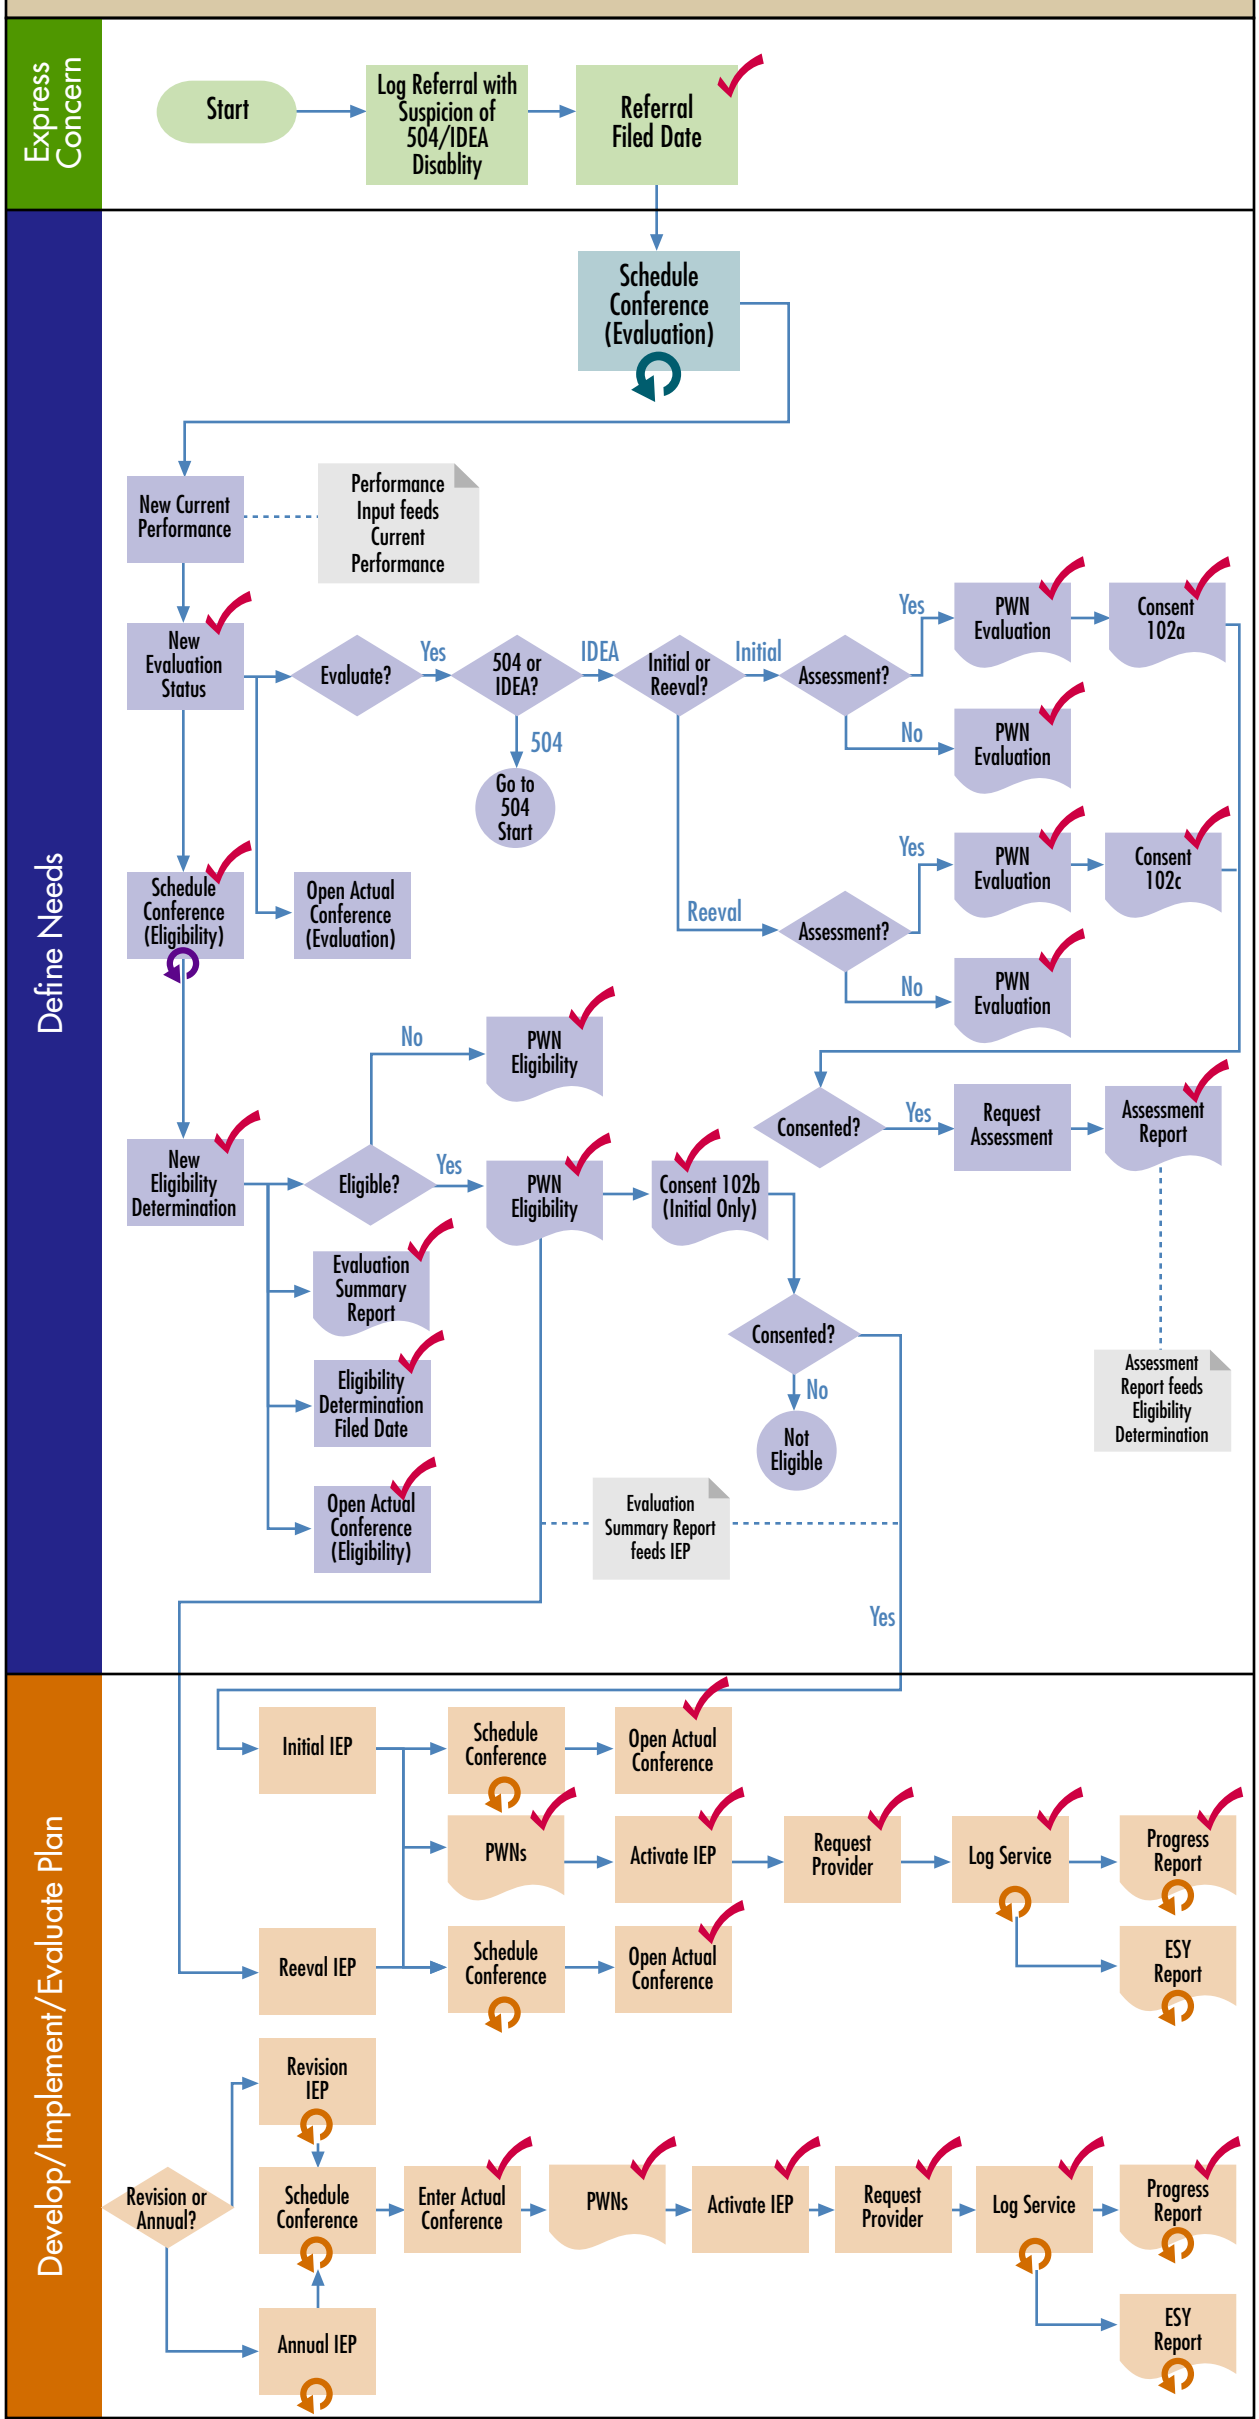 Express
Concern
Start
Log Referral with
Suspicion of
504/IDEA
Disablity
Referral
Filed Date
Define Needs
Schedule
Conference
(Evaluation)
New Current
Performance
Performance
Input feeds
Current
Performance
New
Evaluation
Status
Evaluate?
Yes
504 or
IDEA?
IDEA
504
Go to
504
Start
Initial or
Reeval?
Initial
Assessment?
Yes
PWN
Evaluation
Consent
102a
No
PWN
Evaluation
Reeval
Assessment?
Yes
PWN
Evaluation
Consent
102c
No
PWN
Evaluation
Schedule
Conference
(Eligibility)
Open Actual
Conference
(Evaluation)
Consented?
Yes
Request
Assessment
Assessment
Report
Assessment
Report feeds
Eligibility
Determination
New
Eligibility
Determination
Eligible?
No
PWN
Eligibility
Yes
PWN
Eligibility
Consent 102b
(Initial Only)
Consented?
No
Not
Eligible
Yes
Evaluation
Summary
Report
Eligibility
Determination
Filed Date
Open Actual
Conference
(Eligibility)
Evaluation
Summary Report
feeds IEP
Develop/Implement/Evaluate Plan
Initial IEP
Schedule
Conference
Open Actual
Conference
PWNs
Activate IEP
Request
Provider
Log Service
Progress
Report
ESY
Report
Reeval IEP
Schedule
Conference
Open Actual
Conference
Revision or
Annual?
Revision
IEP
Schedule
Conference
Enter Actual
Conference
PWNs
Activate IEP
Request
Provider
Log Service
Progress
Report
ESY
Report
Annual IEP